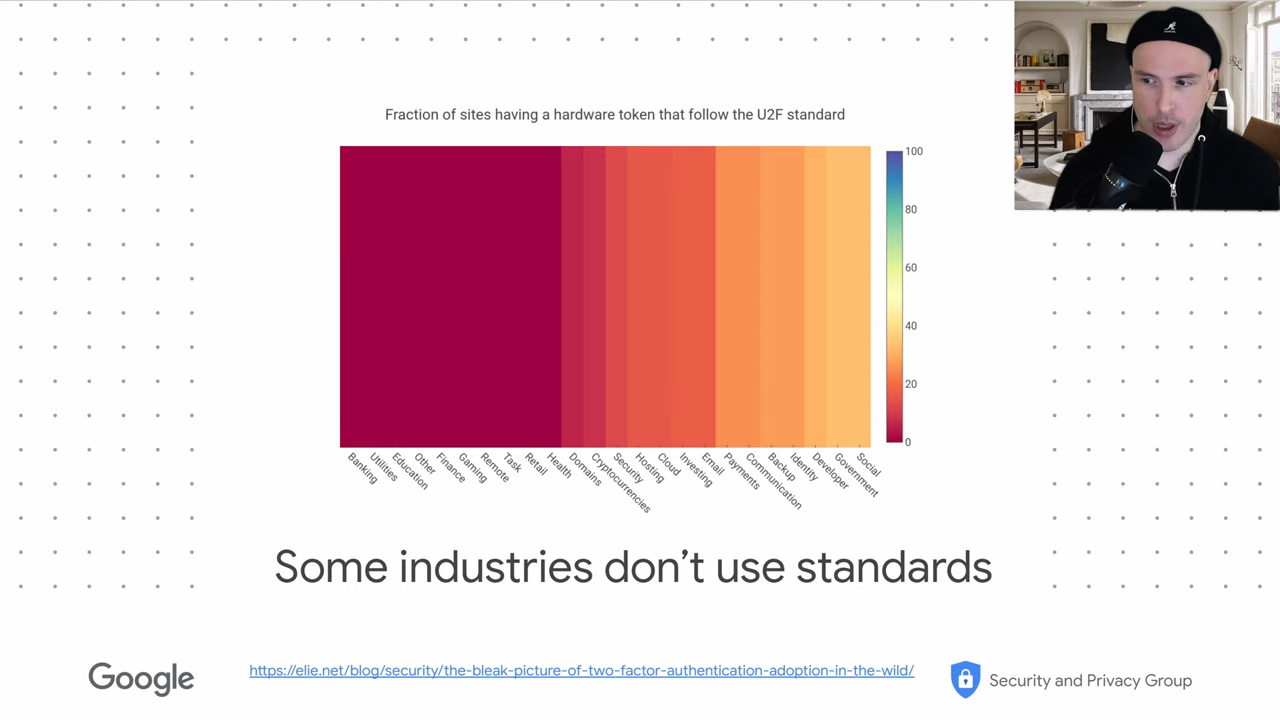 Fraction of sites having a hardware token that follow the U2F standard
100
80
60
40
20
0
Banking
Utilities
Education
Other
Finance
Gaming
Remote
Task
Retail
Health
Domains
Cryptocurrencies
Security
Hosting
Cloud
Investing
Email
Payments
Communication
Backup
Identity
Developer
Government
Social
Some industries don’t use standards
Google
https://elie.net/blog/security/the-bleak-picture-of-two-factor-authentication-adoption-in-the-wild/
Security and Privacy Group